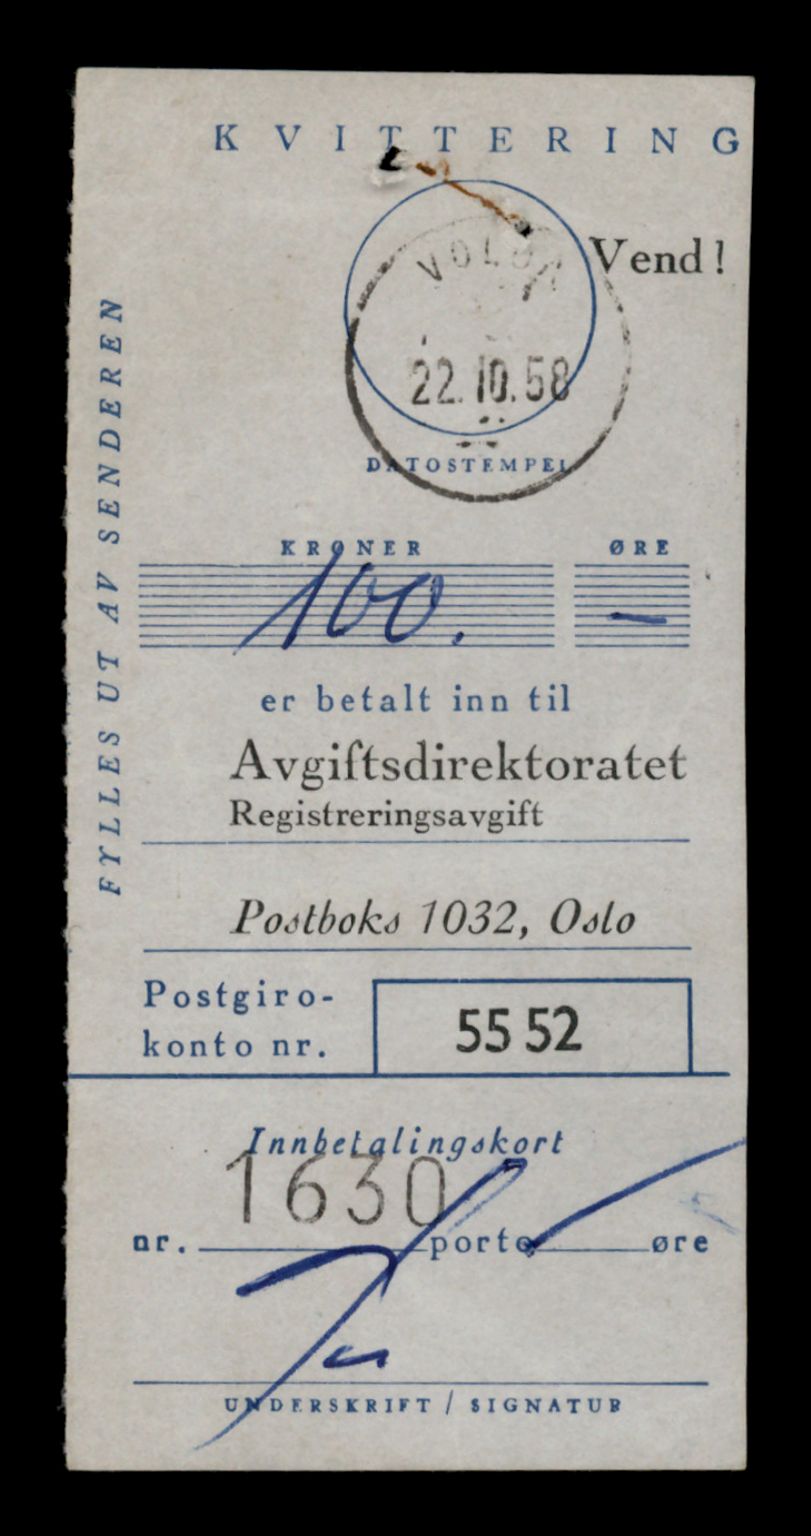 KVITTERING
Vend!
VOLDA
22.10.58
DATOSTEMPEL
FYLLES UT AV SENDEREN
KRONER ØRE
100. —
er betalt inn til
Avgiftsdirektoratet
Registreringsavgift
Postboks 1032, Oslo
Postgiro-
konto nr.
55 52
Innbetalingskort
1630
nr. porto øre
UNDERSKRIFT / SIGNATUR